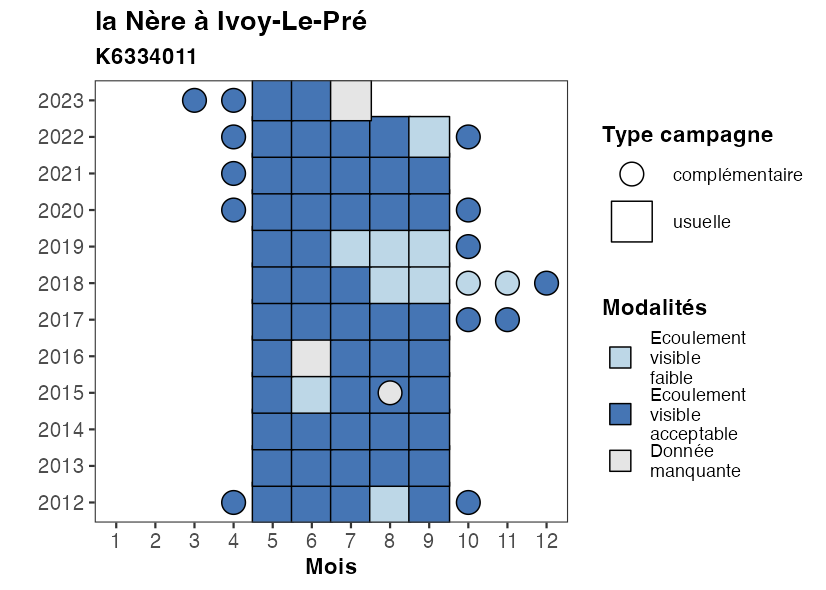 la Nère à Ivoy-Le-Pré
K6334011
2023
2022
2021
2020
2019
2018
2017
2016
2015
2014
2013
2012
1 2 3 4 5 6 7 8 9 10 11 12
Mois
Type campagne
complémentaire
usuelle
Modalités
Ecoulement
visible
faible
Ecoulement
visible
acceptable
Donnée
manquante